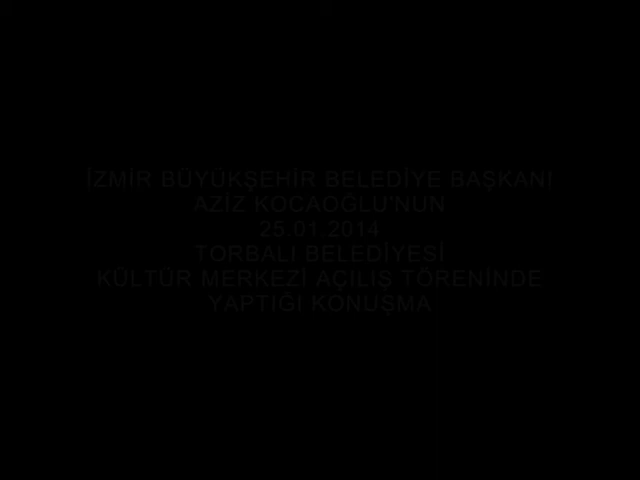 İZMİR BÜYÜKŞEHİR BELEDİYE BAŞKANI
AZİZ KOCAOĞLU'NUN
25.01.2014
TORBALI BELEDİYESİ
KÜLTÜR MERKEZİ AÇILIŞ TÖRENİNDE
YAPTIĞI KONUŞMA